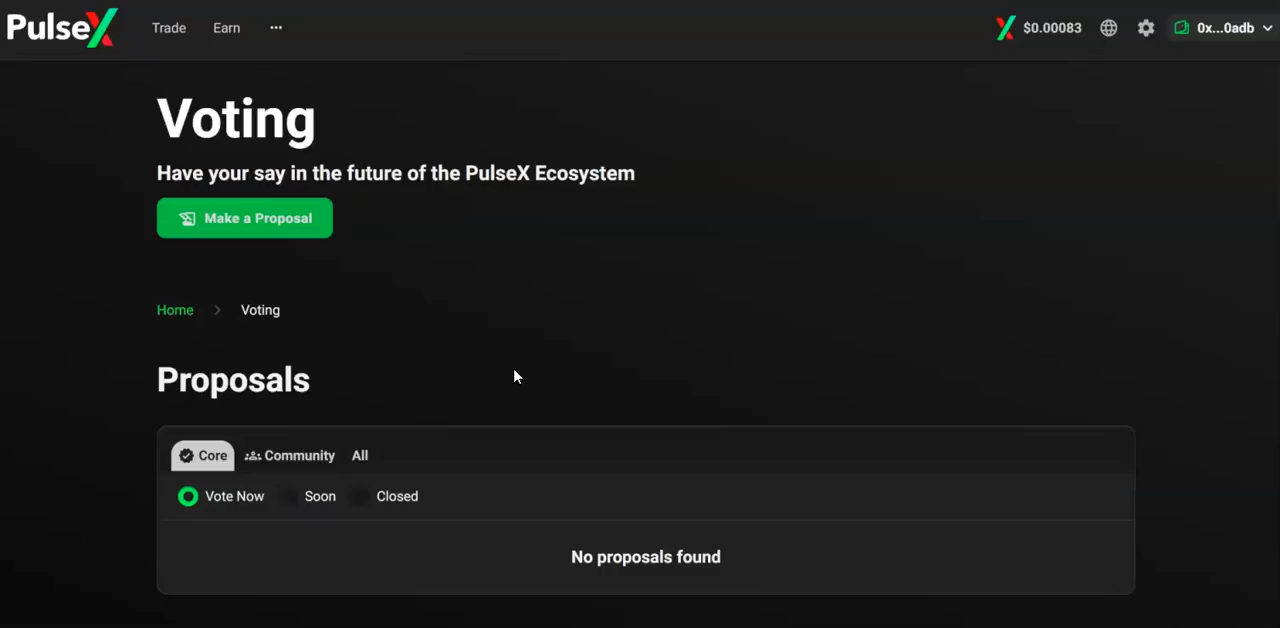 PulseX Trade Earn ··· $0.00083 0x...0adb
Voting
Have your say in the future of the PulseX Ecosystem
Make a Proposal
Home > Voting
Proposals
Core Community All
Vote Now Soon Closed
No proposals found